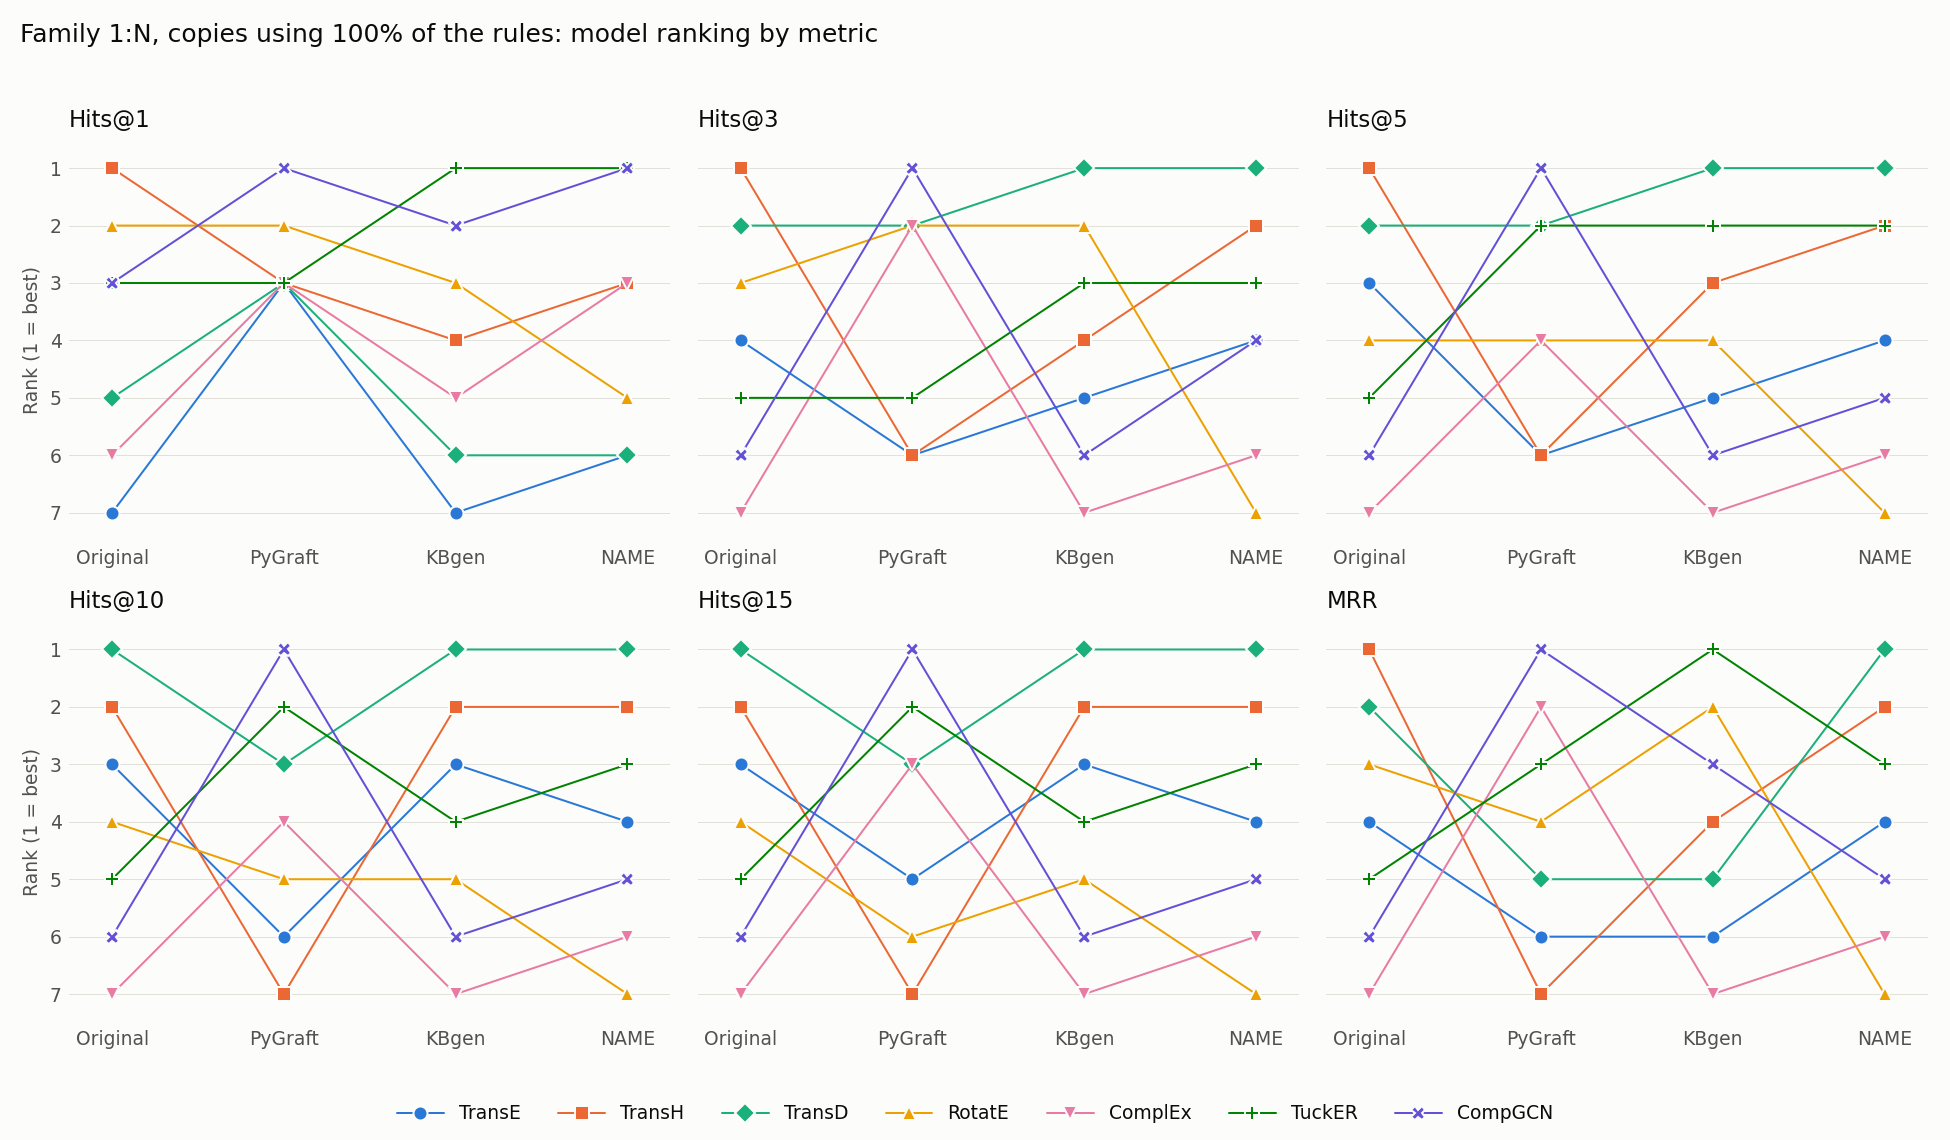 Family 1:N, copies using 100% of the rules: model ranking by metric
Hits@1
Hits@3
Hits@5
Rank (1 = best)
1
2
3
4
5
6
7
Original PyGraft KBgen NAME
Original PyGraft KBgen NAME
Original PyGraft KBgen NAME
Hits@10
Hits@15
MRR
Rank (1 = best)
1
2
3
4
5
6
7
Original PyGraft KBgen NAME
Original PyGraft KBgen NAME
Original PyGraft KBgen NAME
TransE TransH TransD RotatE ComplEx TuckER CompGCN